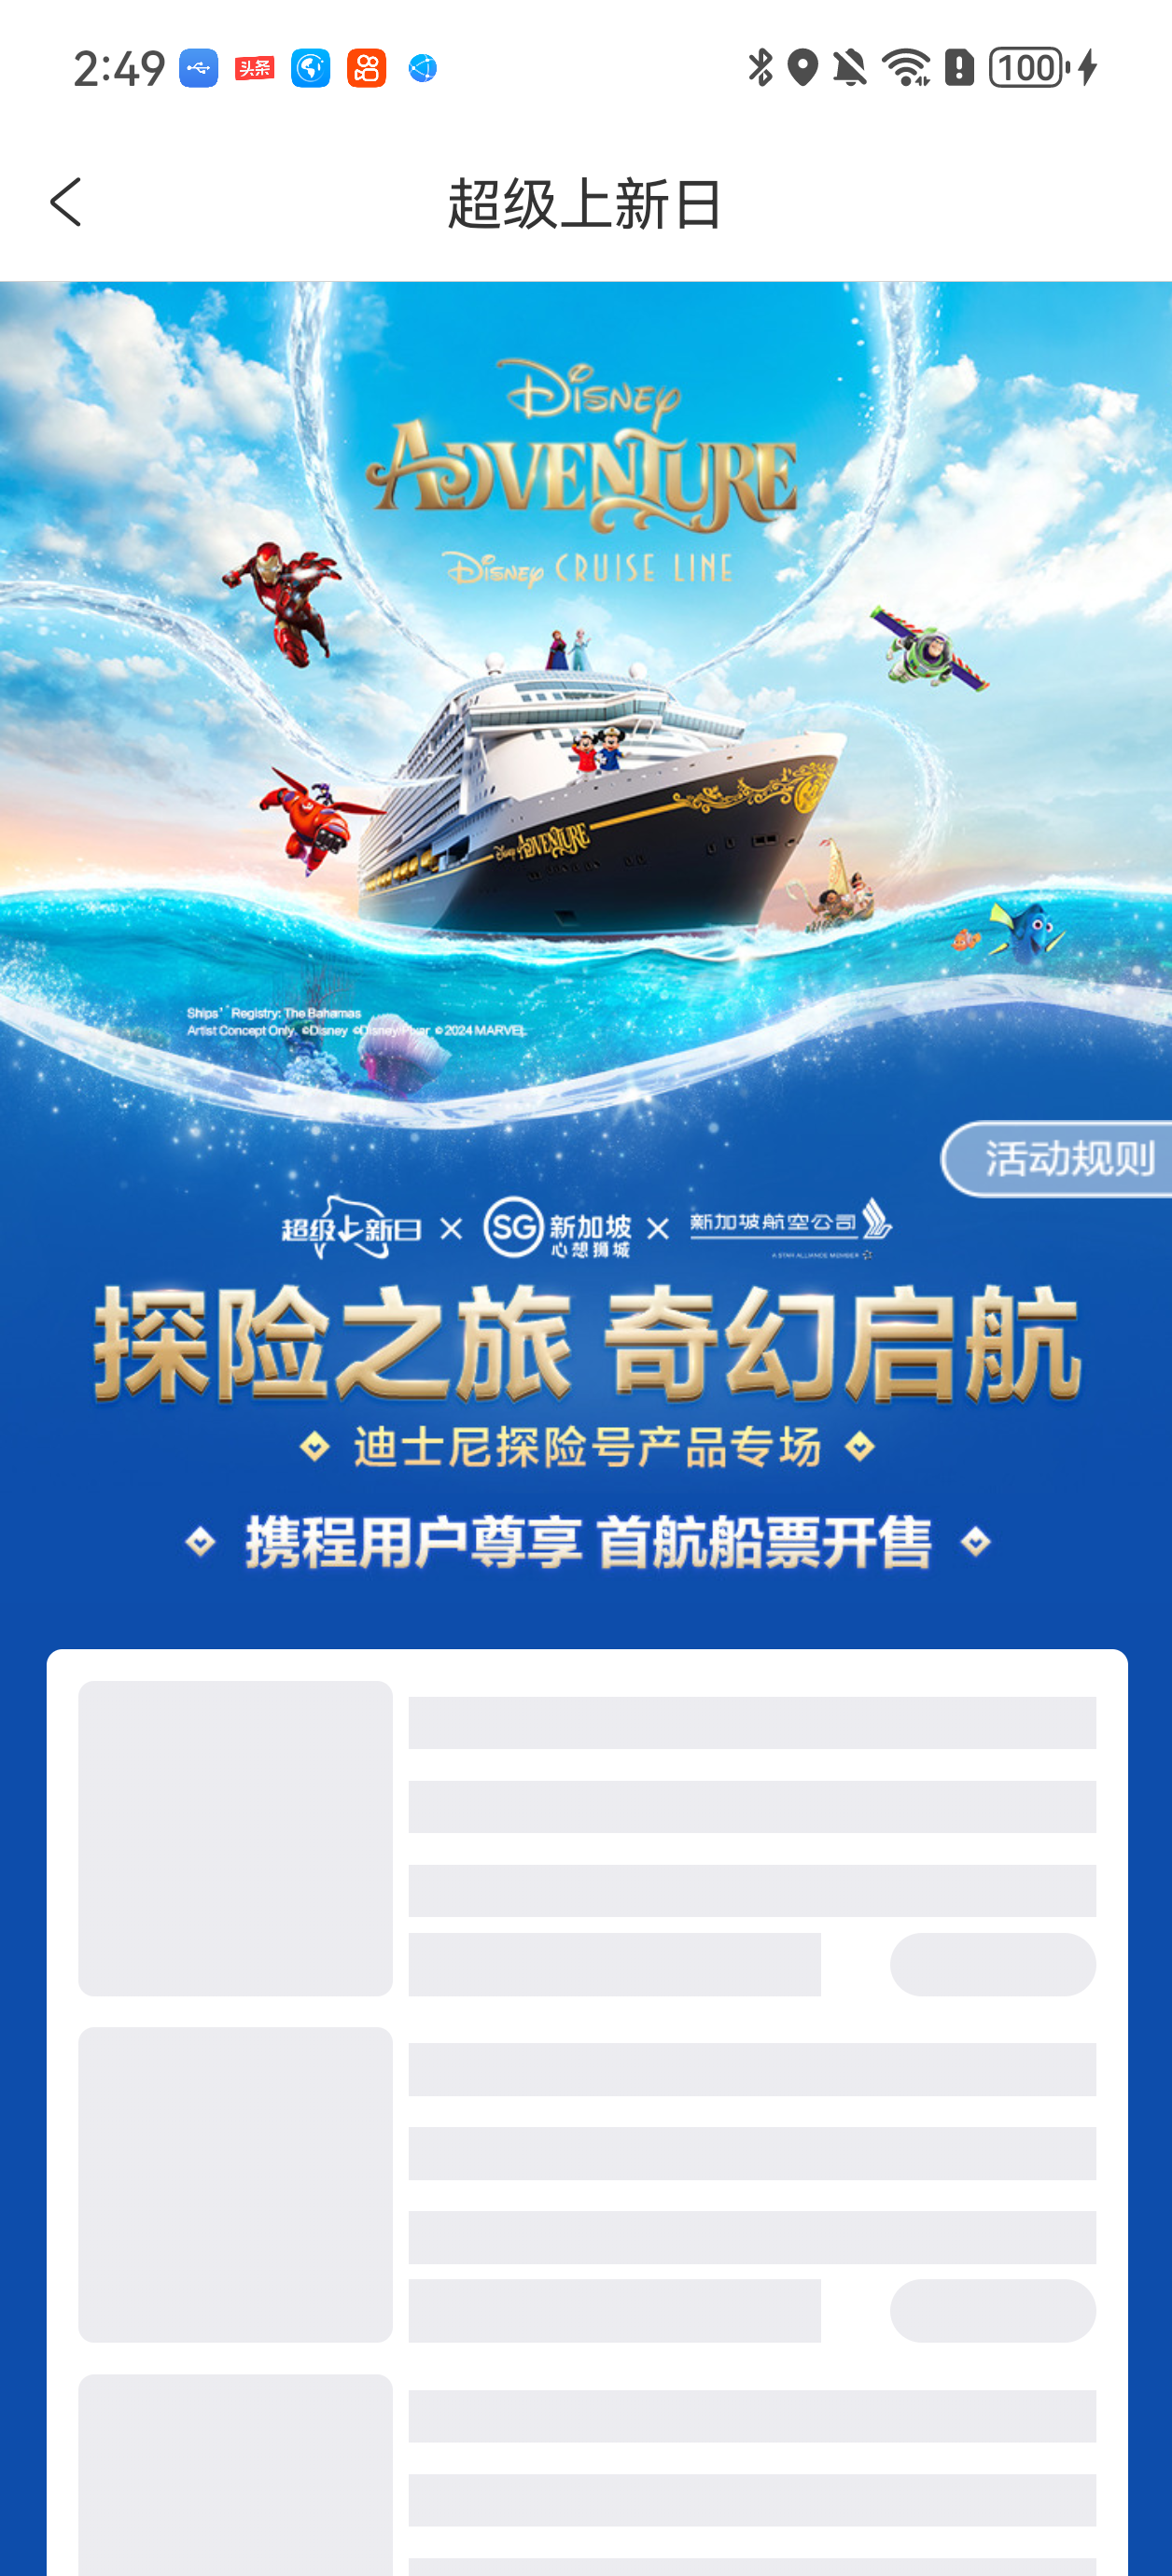 2:49
头条
100
超级上新日
Disney
ADVENTURE
Disney CRUISE LINE
Disney ADVENTURE
Ships' Registry: The Bahamas
Artist Concept Only. ©Disney ©Disney/Pixar ©2024 MARVEL
活动规则
超级上新日 × SG 新加坡 心想狮城 × 新加坡航空公司
A STAR ALLIANCE MEMBER
探险之旅 奇幻启航
迪士尼探险号产品专场
携程用户尊享 首航船票开售